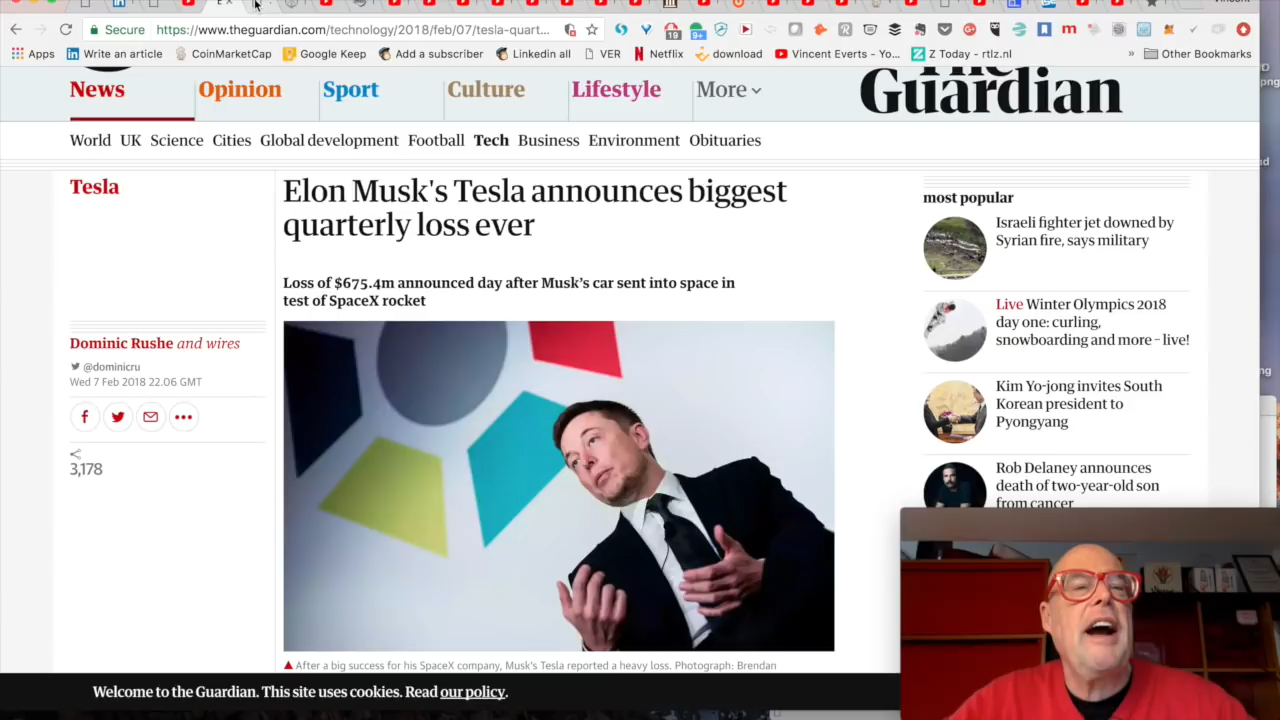 Vincent
Secure https://www.theguardian.com/technology/2018/feb/07/tesla-quart...
19 9+
Apps Write an article CoinMarketCap Google Keep Add a subscriber Linkedin all VER Netflix download Vincent Everts - Yo... Z Today - rtlz.nl » Other Bookmarks
News Opinion Sport Culture Lifestyle More
The Guardian
World UK Science Cities Global development Football Tech Business Environment Obituaries
Tesla
Elon Musk's Tesla announces biggest
quarterly loss ever
Loss of $675.4m announced day after Musk's car sent into space in
test of SpaceX rocket
Dominic Rushe and wires
@dominicru
Wed 7 Feb 2018 22.06 GMT
3,178
▲ After a big success for his SpaceX company, Musk's Tesla reported a heavy loss. Photograph: Brendan
most popular
Israeli fighter jet downed by
Syrian fire, says military
Live Winter Olympics 2018
day one: curling,
snowboarding and more – live!
Kim Yo-jong invites South
Korean president to
Pyongyang
Rob Delaney announces
death of two-year-old son
from cancer
Welcome to the Guardian. This site uses cookies. Read our policy.